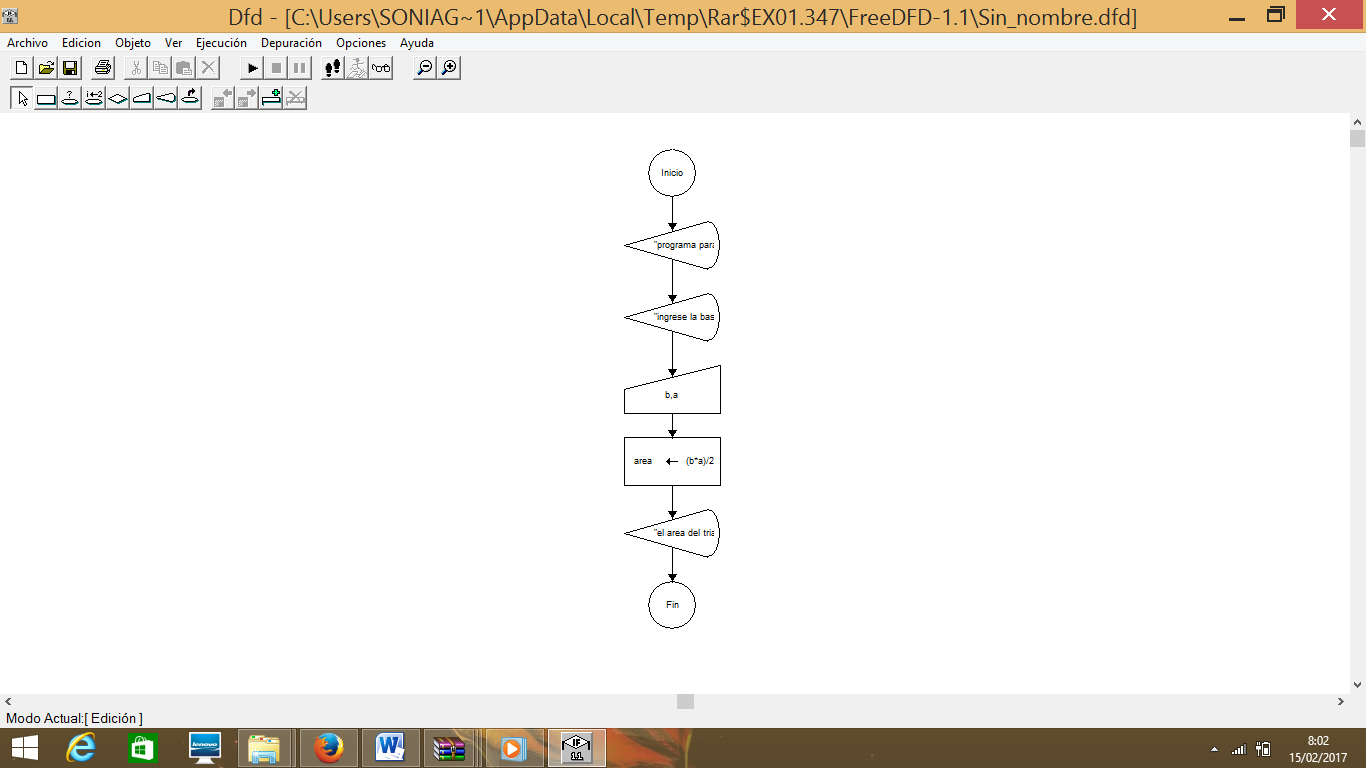 Dfd - [C:\Users\SONIAG~1\AppData\Local\Temp\Rar$EX01.347\FreeDFD-1.1\Sin_nombre.dfd]
Archivo Edicion Objeto Ver Ejecución Depuración Opciones Ayuda
Inicio
"programa para
"ingrese la bas
b,a
area ← (b*a)/2
"el area del tria
Fin
Modo Actual:[ Edición ]
lenovo
8:02
15/02/2017